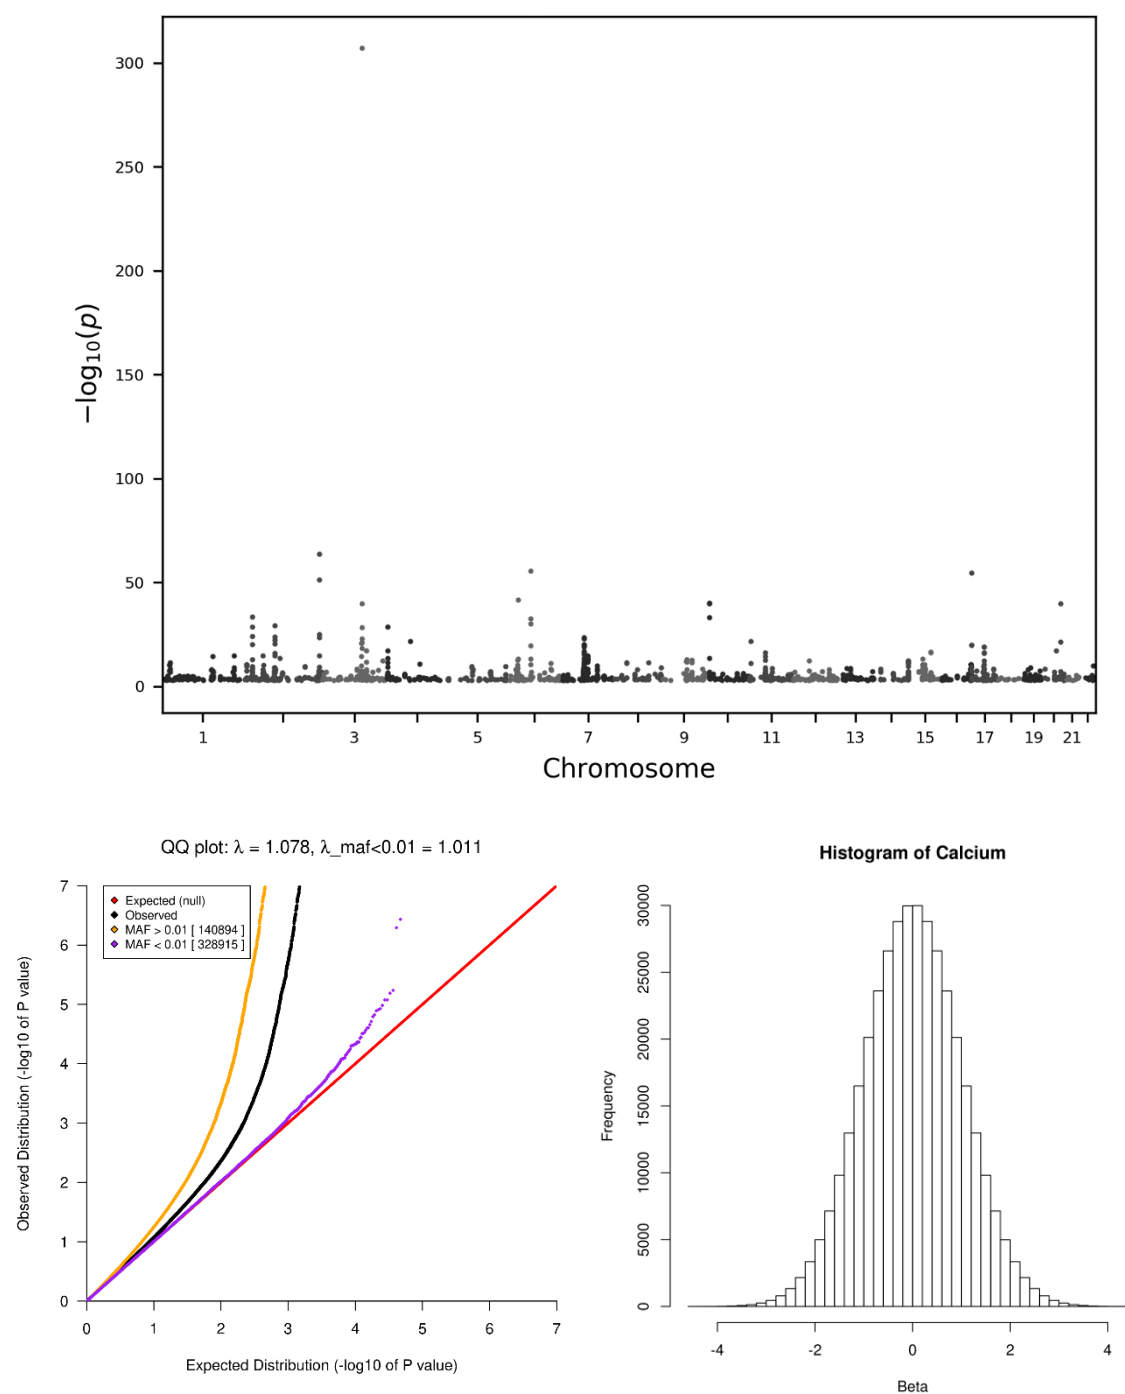 300
250
200
150
100
50
0
−log10(p)
1 3 5 7 9 11 13 15 17 19 21
Chromosome
QQ plot: λ = 1.078, λ_maf<0.01 = 1.011
7
6
5
4
3
2
1
0
Expected (null)
Observed
MAF > 0.01 [ 140894 ]
MAF < 0.01 [ 328915 ]
Observed Distribution (-log10 of P value)
0 1 2 3 4 5 6 7
Expected Distribution (-log10 of P value)
Histogram of Calcium
30000
25000
20000
15000
10000
5000
0
Frequency
-4 -2 0 2 4
Beta